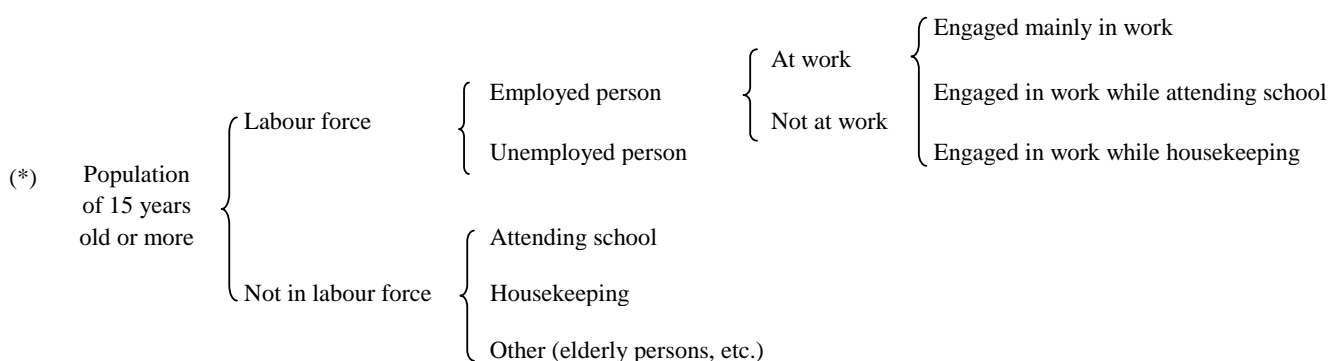 Engaged mainly in work
At work
Employed person
Engaged in work while attending school
Labour force
Not at work
Unemployed person
Engaged in work while housekeeping
(*)
Population
of 15 years
old or more
Attending school
Not in labour force
Housekeeping
Other (elderly persons, etc.)